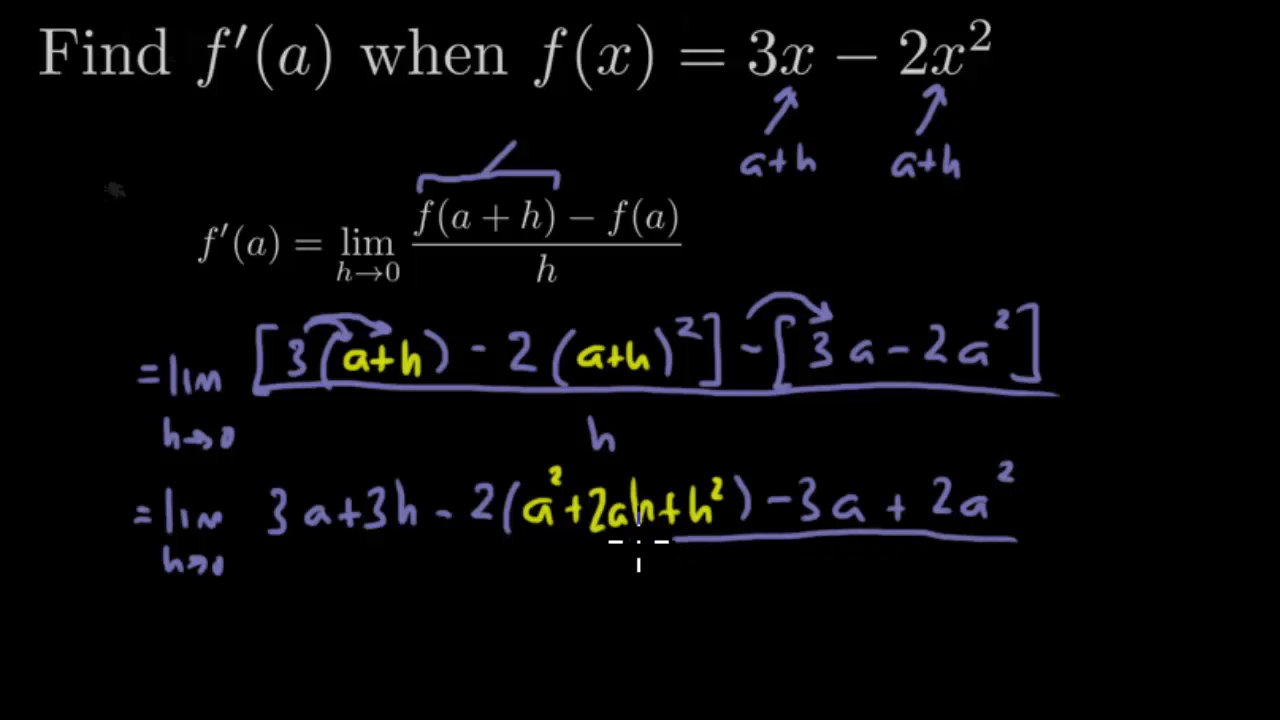 Find f′(a) when f(x) = 3x − 2x²
a+h a+h
f′(a) = lim h→0 (f(a + h) − f(a)) / h
= lim h→0 ([3(a+h) - 2(a+h)²] - [3a - 2a²]) / h
= lim h→0 3a+3h - 2(a²+2ah+h²) - 3a + 2a²